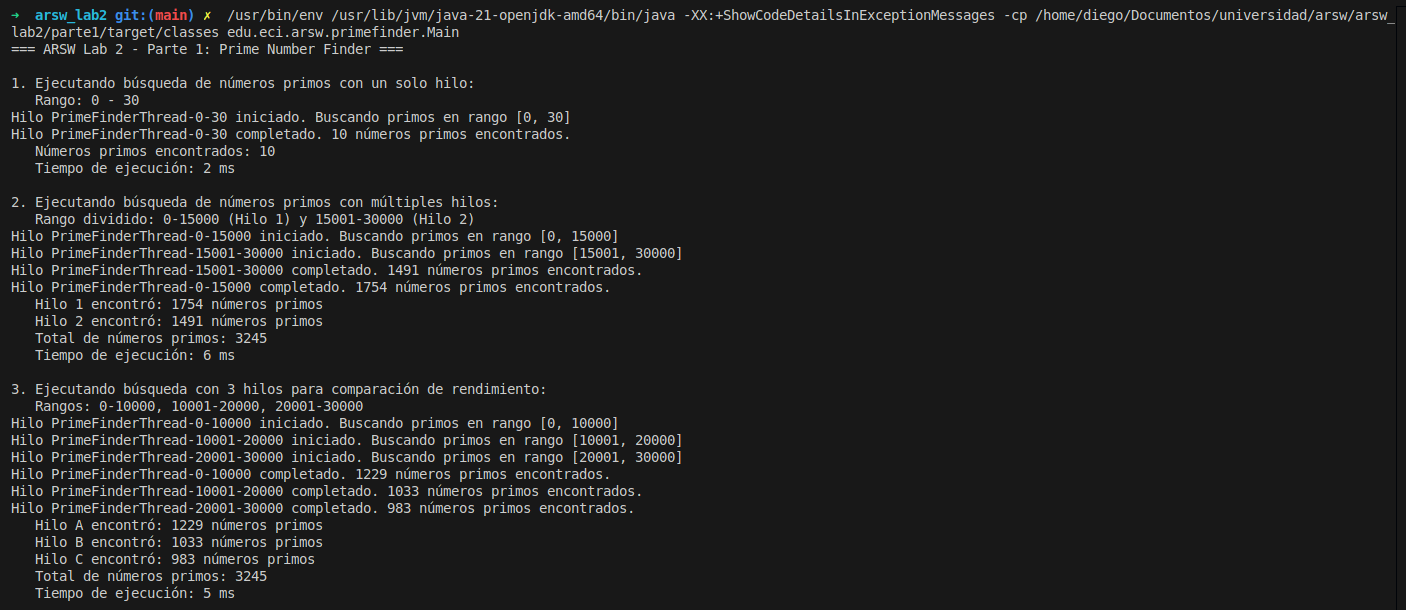 ➜  arsw_lab2 git:(main) ✗  /usr/bin/env /usr/lib/jvm/java-21-openjdk-amd64/bin/java -XX:+ShowCodeDetailsInExceptionMessages -cp /home/diego/Documentos/universidad/arsw/arsw_
lab2/parte1/target/classes edu.eci.arsw.primefinder.Main
=== ARSW Lab 2 - Parte 1: Prime Number Finder ===
1. Ejecutando búsqueda de números primos con un solo hilo:
   Rango: 0 - 30
Hilo PrimeFinderThread-0-30 iniciado. Buscando primos en rango [0, 30]
Hilo PrimeFinderThread-0-30 completado. 10 números primos encontrados.
   Números primos encontrados: 10
   Tiempo de ejecución: 2 ms
2. Ejecutando búsqueda de números primos con múltiples hilos:
   Rango dividido: 0-15000 (Hilo 1) y 15001-30000 (Hilo 2)
Hilo PrimeFinderThread-0-15000 iniciado. Buscando primos en rango [0, 15000]
Hilo PrimeFinderThread-15001-30000 iniciado. Buscando primos en rango [15001, 30000]
Hilo PrimeFinderThread-15001-30000 completado. 1491 números primos encontrados.
Hilo PrimeFinderThread-0-15000 completado. 1754 números primos encontrados.
   Hilo 1 encontró: 1754 números primos
   Hilo 2 encontró: 1491 números primos
   Total de números primos: 3245
   Tiempo de ejecución: 6 ms
3. Ejecutando búsqueda con 3 hilos para comparación de rendimiento:
   Rangos: 0-10000, 10001-20000, 20001-30000
Hilo PrimeFinderThread-0-10000 iniciado. Buscando primos en rango [0, 10000]
Hilo PrimeFinderThread-10001-20000 iniciado. Buscando primos en rango [10001, 20000]
Hilo PrimeFinderThread-20001-30000 iniciado. Buscando primos en rango [20001, 30000]
Hilo PrimeFinderThread-0-10000 completado. 1229 números primos encontrados.
Hilo PrimeFinderThread-10001-20000 completado. 1033 números primos encontrados.
Hilo PrimeFinderThread-20001-30000 completado. 983 números primos encontrados.
   Hilo A encontró: 1229 números primos
   Hilo B encontró: 1033 números primos
   Hilo C encontró: 983 números primos
   Total de números primos: 3245
   Tiempo de ejecución: 5 ms